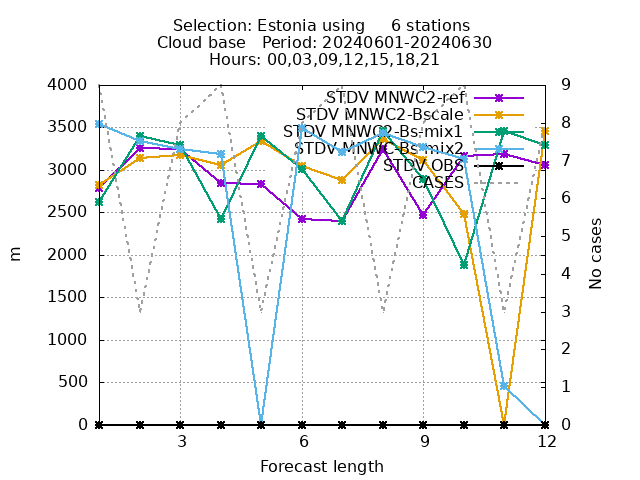 Selection: Estonia using 6 stations
Cloud base Period: 20240601-20240630
Hours: 00,03,09,12,15,18,21
STDV MNWC2-ref
STDV MNWC2-Bscale
STDV MNWC-Bs-mix1
STDV MNWC-Bs-mix2
STDV OBS
CASES
4000
3500
3000
2500
2000
1500
1000
500
0
m
9
8
7
6
5
4
3
2
1
0
No cases
3 6 9 12
Forecast length